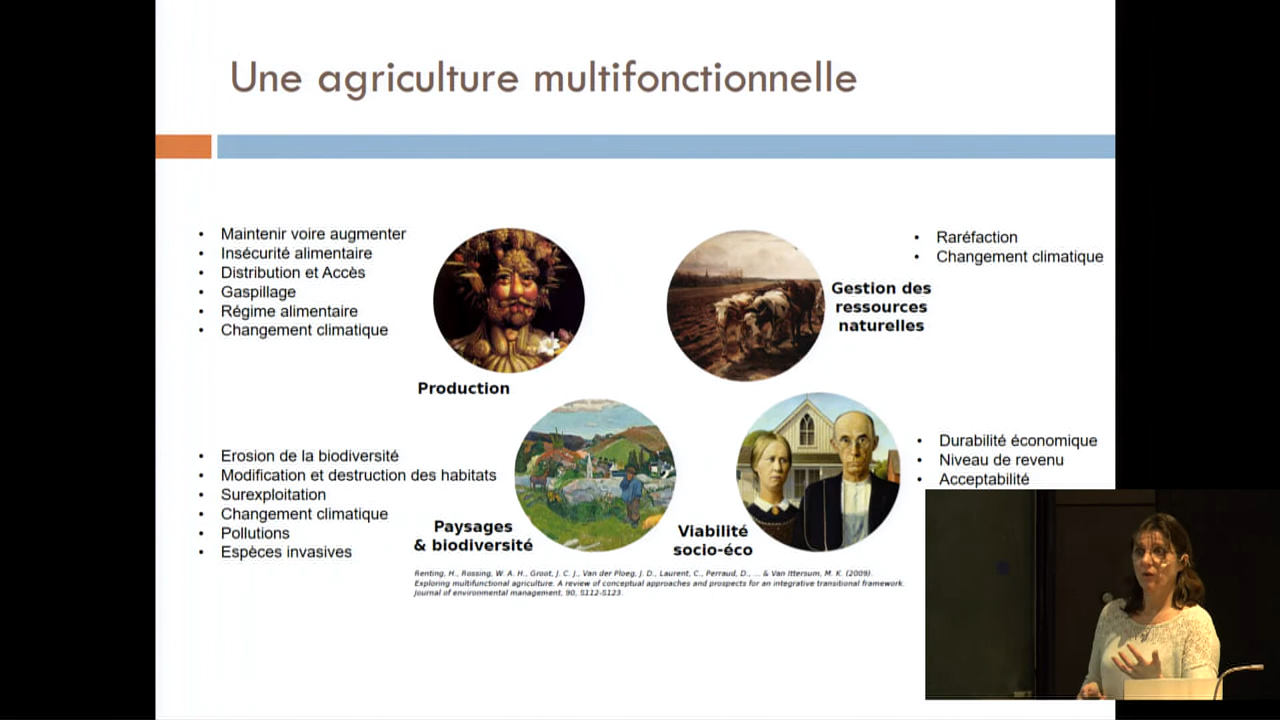 Une agriculture multifonctionnelle
• Maintenir voire augmenter
• Insécurité alimentaire
• Distribution et Accès
• Gaspillage
• Régime alimentaire
• Changement climatique
Production
• Raréfaction
• Changement climatique
Gestion des
ressources
naturelles
• Erosion de la biodiversité
• Modification et destruction des habitats
• Surexploitation
• Changement climatique
• Pollutions
• Espèces invasives
Paysages
& biodiversité
• Durabilité économique
• Niveau de revenu
• Acceptabilité
Viabilité
socio-éco
Renting, H., Rossing, W. A. H., Groot, J. C. J., Van der Ploeg, J. D., Laurent, C., Perraud, D., ... & Van Ittersum, M. K. (2009).
Exploring multifunctional agriculture. A review of conceptual approaches and prospects for an integrative transitional framework.
Journal of environmental management, 90, S112-S123.